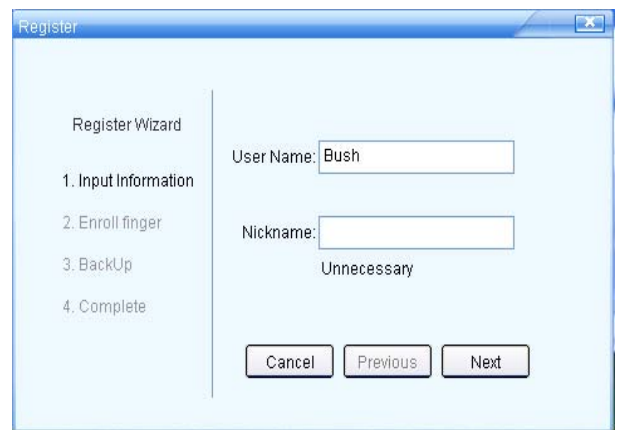 Register
Register Wizard
1. Input Information
2. Enroll finger
3. BackUp
4. Complete
User Name: Bush
Nickname:
Unnecessary
Cancel Previous Next